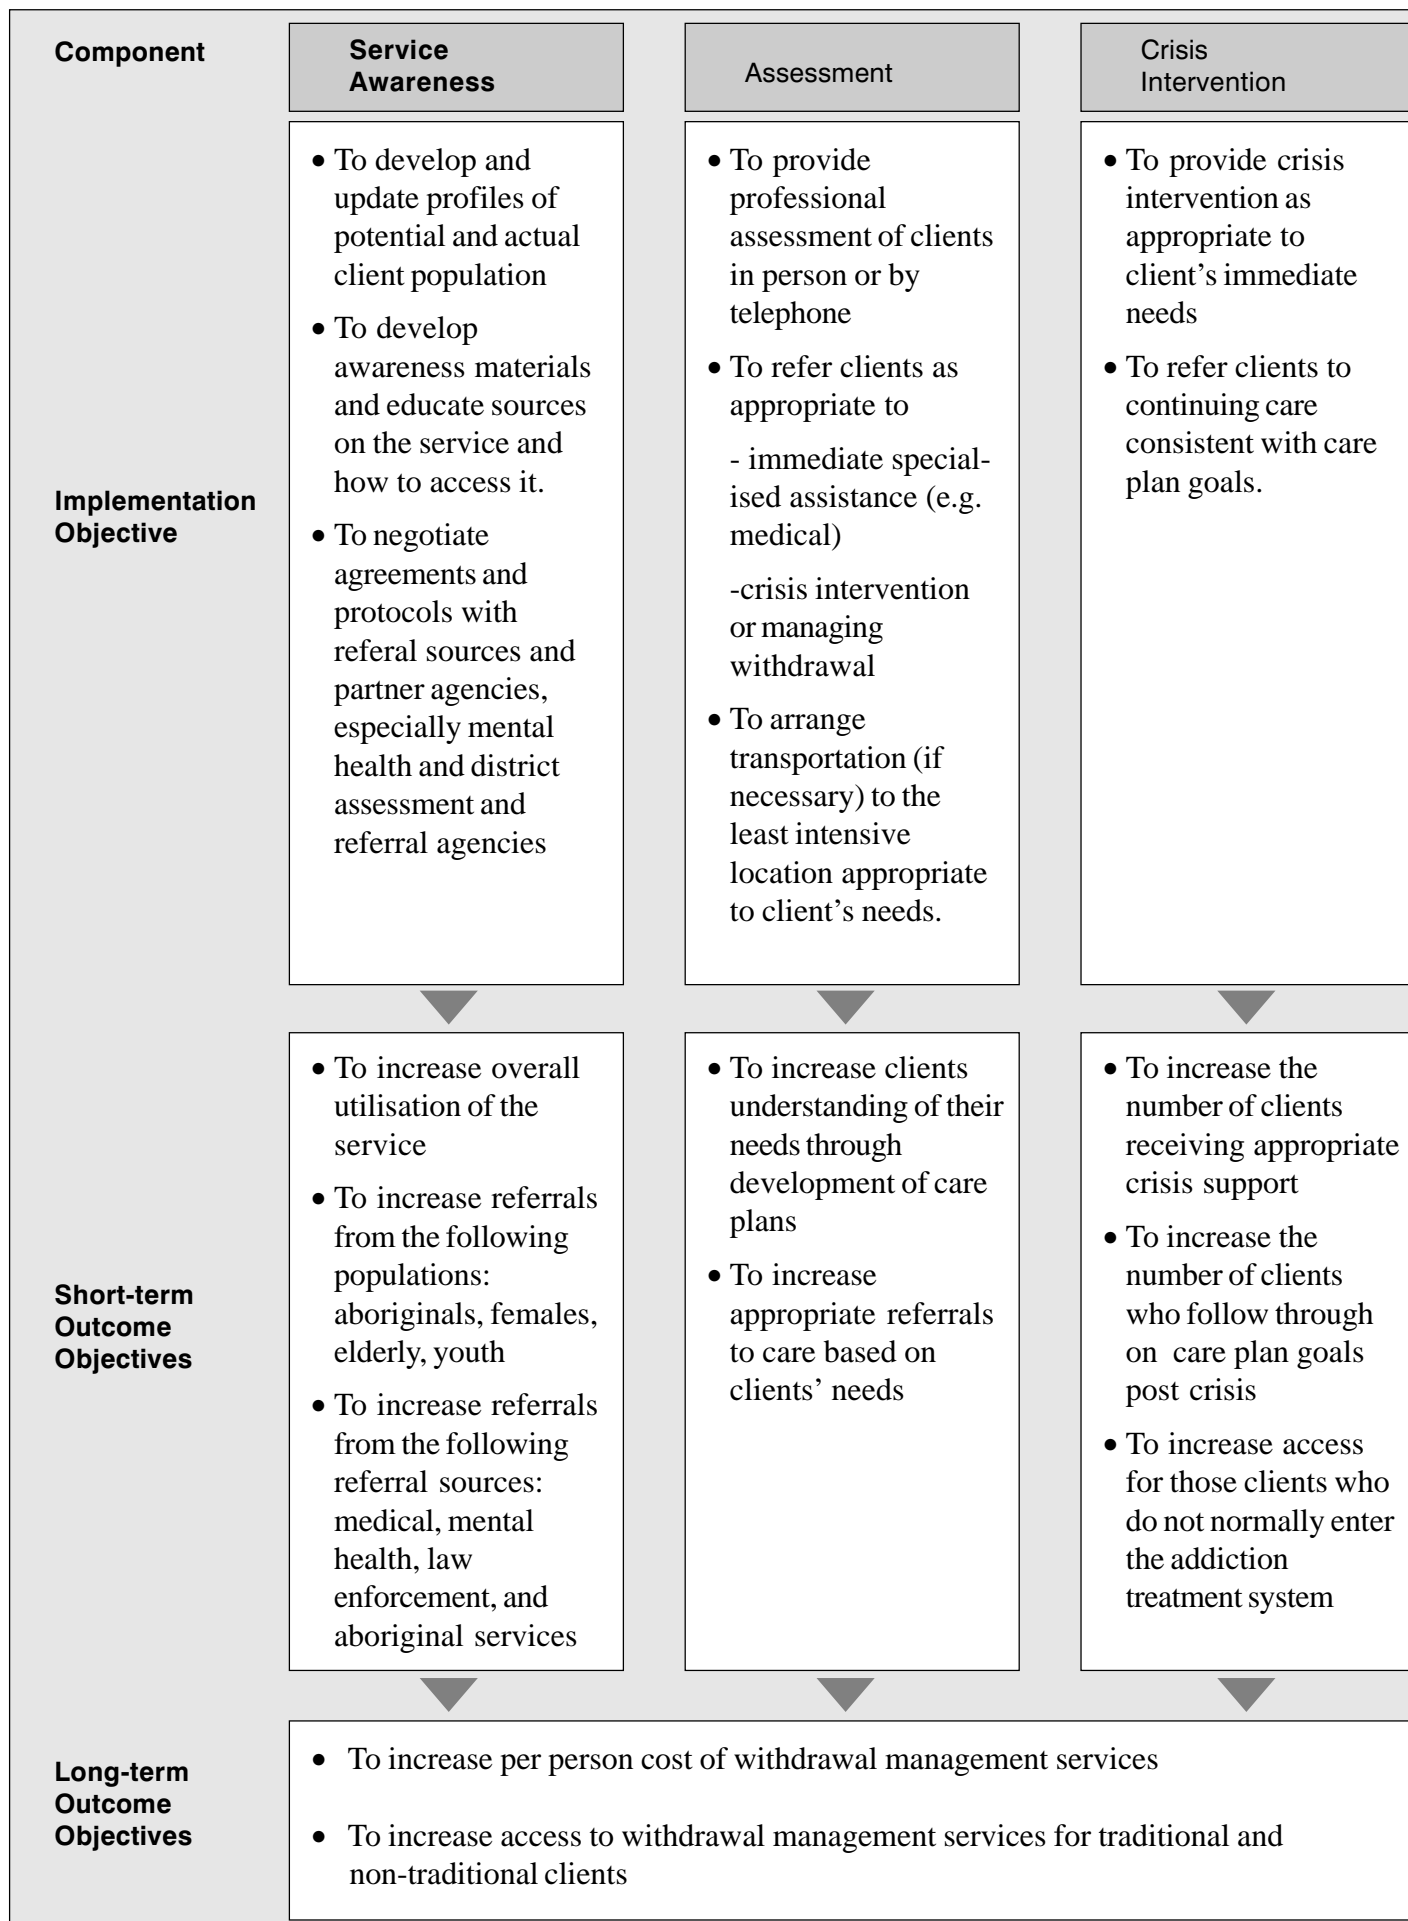 Component
Service
Awareness
Assessment
Crisis
Intervention
Implementation
Objective
• To develop and
update profiles of
potential and actual
client population
• To develop
awareness materials
and educate sources
on the service and
how to access it.
• To negotiate
agreements and
protocols with
referal sources and
partner agencies,
especially mental
health and district
assessment and
referral agencies
• To provide
professional
assessment of clients
in person or by
telephone
• To refer clients as
appropriate to
- immediate special-
ised assistance (e.g.
medical)
-crisis intervention
or managing
withdrawal
• To arrange
transportation (if
necessary) to the
least intensive
location appropriate
to client’s needs.
• To provide crisis
intervention as
appropriate to
client’s immediate
needs
• To refer clients to
continuing care
consistent with care
plan goals.
Short-term
Outcome
Objectives
• To increase overall
utilisation of the
service
• To increase referrals
from the following
populations:
aboriginals, females,
elderly, youth
• To increase referrals
from the following
referral sources:
medical, mental
health, law
enforcement, and
aboriginal services
• To increase clients
understanding of their
needs through
development of care
plans
• To increase
appropriate referrals
to care based on
clients’ needs
• To increase the
number of clients
receiving appropriate
crisis support
• To increase the
number of clients
who follow through
on care plan goals
post crisis
• To increase access
for those clients who
do not normally enter
the addiction
treatment system
Long-term
Outcome
Objectives
• To increase per person cost of withdrawal management services
• To increase access to withdrawal management services for traditional and
non-traditional clients